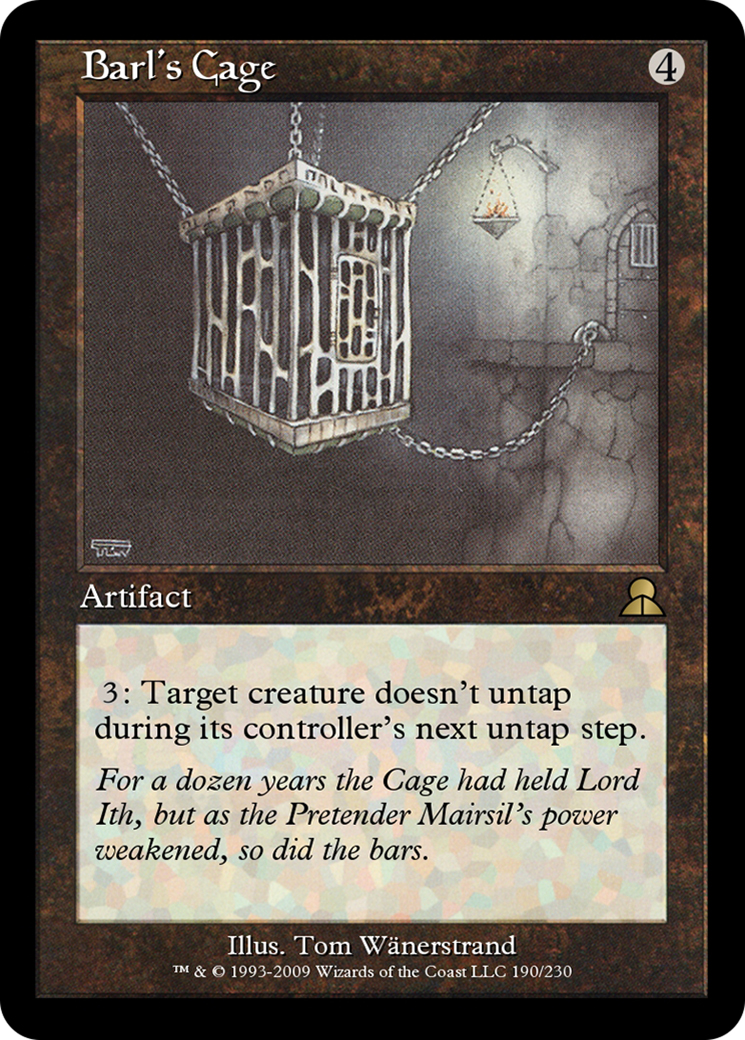 Barl's Cage
4
Artifact
3: Target creature doesn't untap
during its controller's next untap step.
For a dozen years the Cage had held Lord
Ith, but as the Pretender Mairsil's power
weakened, so did the bars.
Illus. Tom Wänerstrand
™ & © 1993-2009 Wizards of the Coast LLC 190/230